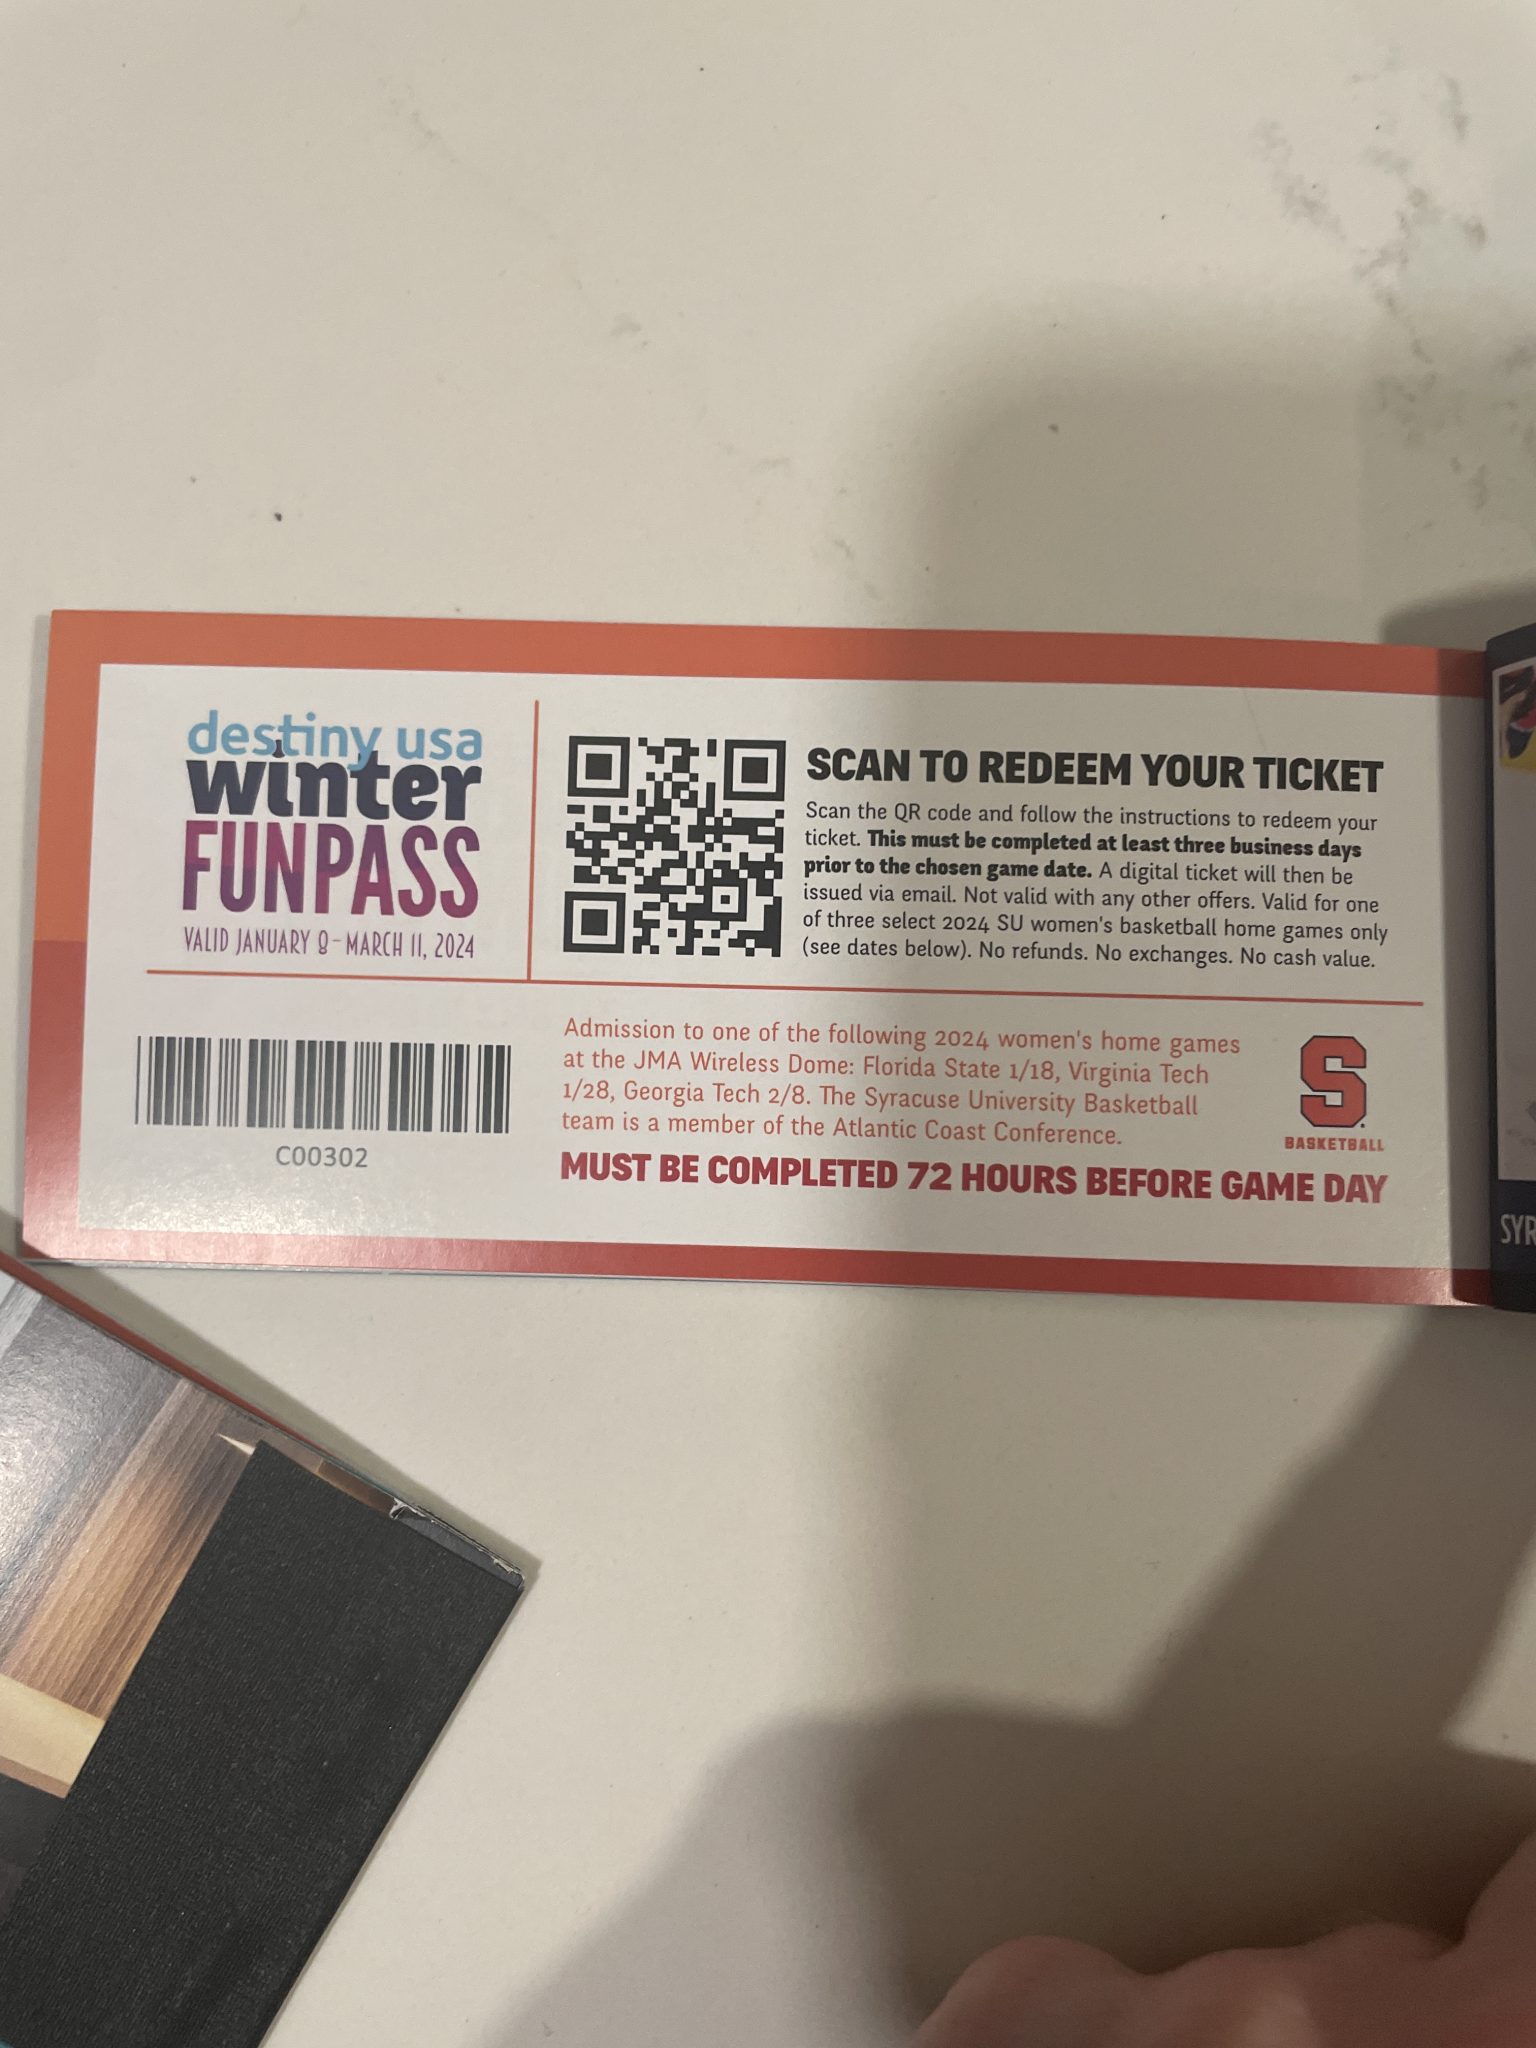 destiny usa
winter
FUNPASS
VALID JANUARY 8 - MARCH 11, 2024
SCAN TO REDEEM YOUR TICKET
Scan the QR code and follow the instructions to redeem your
ticket. This must be completed at least three business days
prior to the chosen game date. A digital ticket will then be
issued via email. Not valid with any other offers. Valid for one
of three select 2024 SU women's basketball home games only
(see dates below). No refunds. No exchanges. No cash value.
C00302
Admission to one of the following 2024 women's home games
at the JMA Wireless Dome: Florida State 1/18, Virginia Tech
1/28, Georgia Tech 2/8. The Syracuse University Basketball
team is a member of the Atlantic Coast Conference.
MUST BE COMPLETED 72 HOURS BEFORE GAME DAY
S
BASKETBALL
SYR